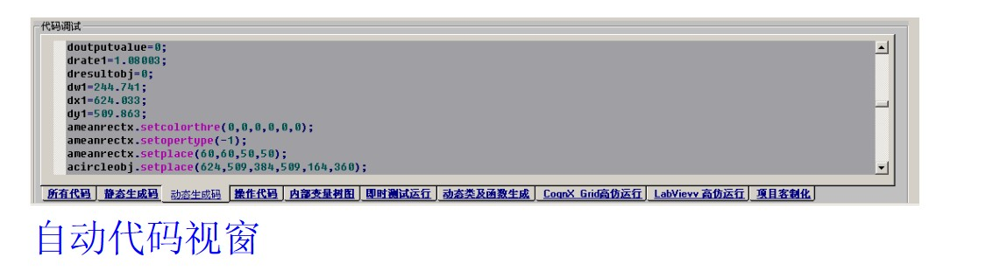 代码调试
doutputvalue=0;
drate1=1.08003;
dresultobj=0;
dw1=244.741;
dx1=624.033;
dy1=509.863;
ameanrectx.setcolorthre(0,0,0,0,0,0);
ameanrectx.setopertype(-1);
ameanrectx.setplace(60,60,50,50);
acircleobj.setplace(624,509,384,509,164,360);
所有代码 静态生成码 动态生成码 操作代码 内部变量树图 即时测试运行 动态类及函数生成 CoqnX Grid高仿运行 LabVievv 高仿运行 项目客制化
自动代码视窗